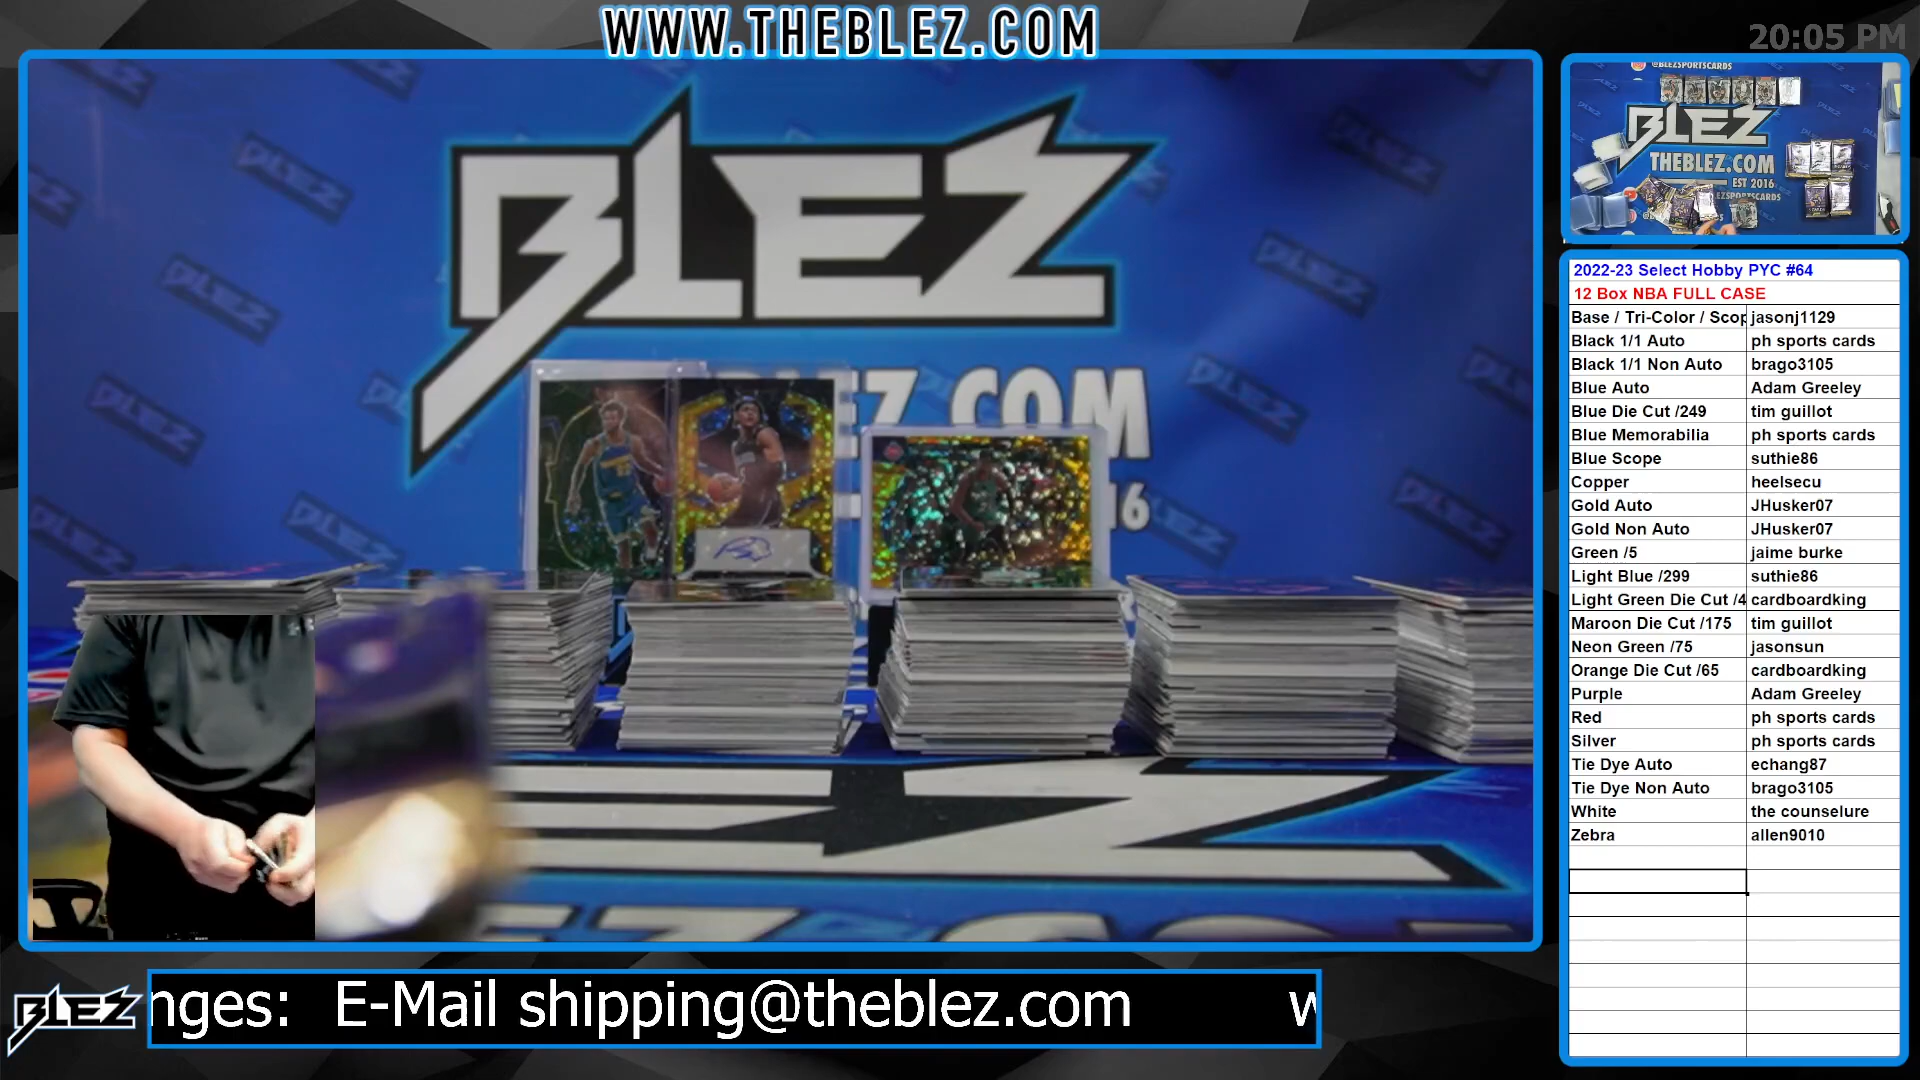 WWW.THEBLEZ.COM
20:05 PM
BLEZ
EZ.COM
16
@BLEZSPORTSCARDS
BLEZ
THEBLEZ.COM
EST 2016
2022-23 Select Hobby PYC #64
12 Box NBA FULL CASE
Base / Tri-Color / Scop jasonj1129
Black 1/1 Auto ph sports cards
Black 1/1 Non Auto brago3105
Blue Auto Adam Greeley
Blue Die Cut /249 tim guillot
Blue Memorabilia ph sports cards
Blue Scope suthie86
Copper heelsecu
Gold Auto JHusker07
Gold Non Auto JHusker07
Green /5 jaime burke
Light Blue /299 suthie86
Light Green Die Cut /4 cardboardking
Maroon Die Cut /175 tim guillot
Neon Green /75 jasonsun
Orange Die Cut /65 cardboardking
Purple Adam Greeley
Red ph sports cards
Silver ph sports cards
Tie Dye Auto echang87
Tie Dye Non Auto brago3105
White the counselure
Zebra allen9010
BLEZ
nges: E-Mail shipping@theblez.com w